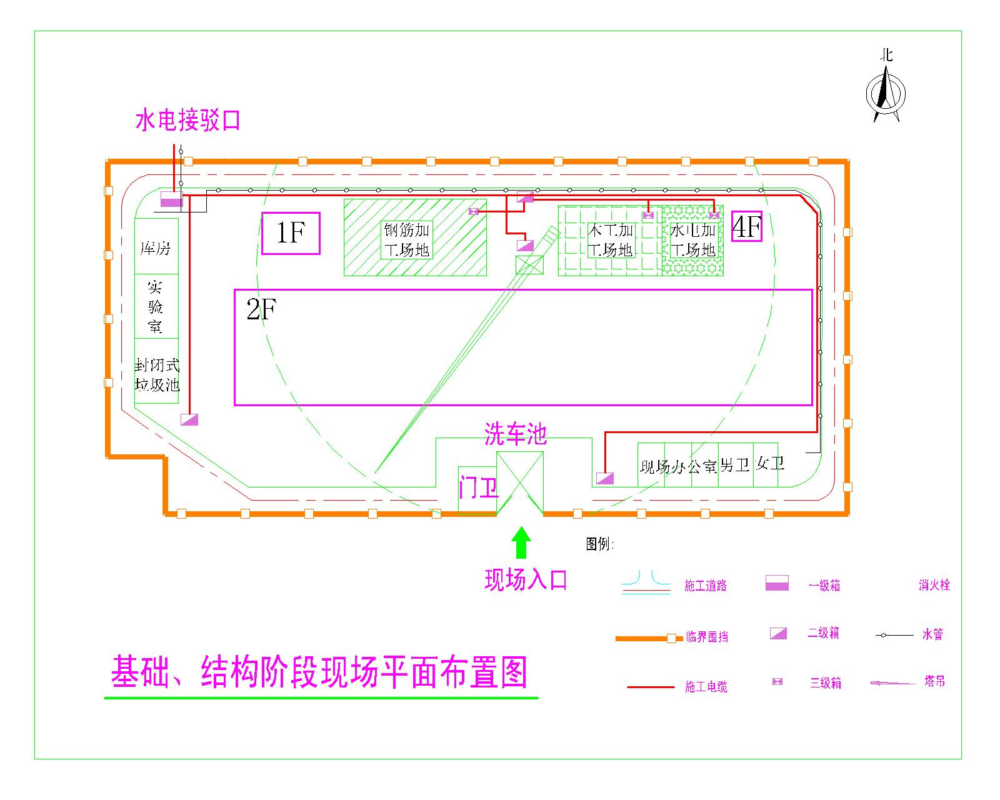 北
水电接驳口
1F
钢筋加
工场地
木工加
工场地
水电加
工场地
4F
库房
实
验
室
封闭式
垃圾池
2F
洗车池
门卫
现场办公室
男卫
女卫
现场入口
图例:
施工道路
一级箱
消火栓
临界围挡
二级箱
水管
施工电缆
三级箱
塔吊
基础、结构阶段现场平面布置图